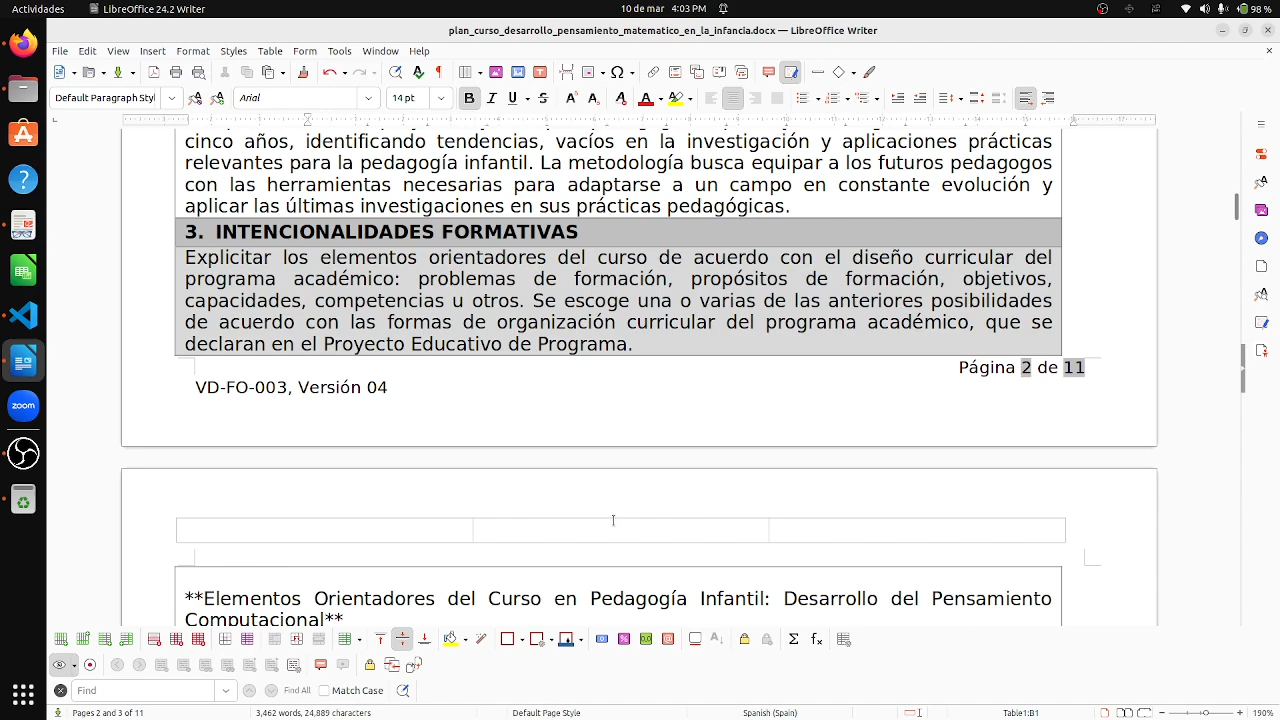 Actividades
LibreOffice 24.2 Writer
10 de mar  4:03 PM
98 %
plan_curso_desarrollo_pensamiento_matematico_en_la_infancia.docx — LibreOffice Writer
File Edit View Insert Format Styles Table Form Tools Window Help
Default Paragraph Styl
Arial
14 pt
cinco años, identificando tendencias, vacíos en la investigación y aplicaciones prácticas
relevantes para la pedagogía infantil. La metodología busca equipar a los futuros pedagogos
con las herramientas necesarias para adaptarse a un campo en constante evolución y
aplicar las últimas investigaciones en sus prácticas pedagógicas.
3. INTENCIONALIDADES FORMATIVAS
Explicitar los elementos orientadores del curso de acuerdo con el diseño curricular del
programa académico: problemas de formación, propósitos de formación, objetivos,
capacidades, competencias u otros. Se escoge una o varias de las anteriores posibilidades
de acuerdo con las formas de organización curricular del programa académico, que se
declaran en el Proyecto Educativo de Programa.
Página 2 de 11
VD-FO-003, Versión 04
**Elementos Orientadores del Curso en Pedagogía Infantil: Desarrollo del Pensamiento
Computacional**
Find
Find All
Match Case
Pages 2 and 3 of 11
3,462 words, 24,889 characters
Default Page Style
Spanish (Spain)
Table1:B1
190%
zoom